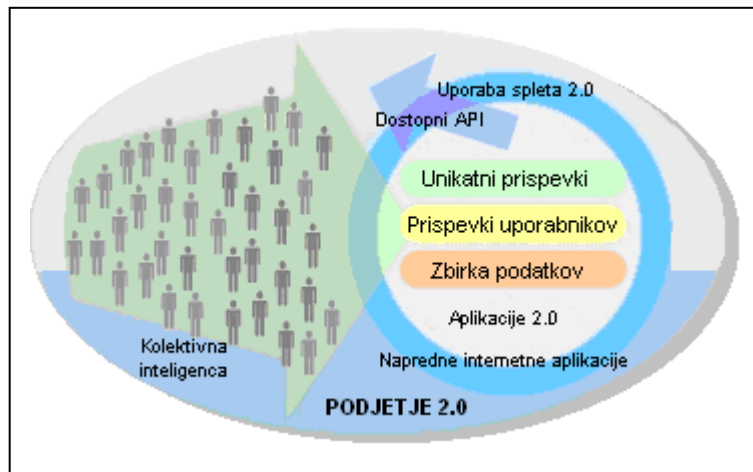 Uporaba spleta 2.0
Dostopni API
Unikatni prispevki
Prispevki uporabnikov
Zbirka podatkov
Aplikacije 2.0
Napredne internetne aplikacije
Kolektivna
inteligenca
PODJETJE 2.0